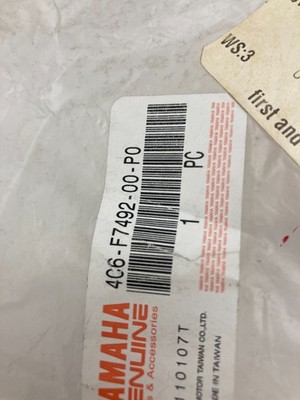 4C6-F7492-00-P0
1 PC
YAMAHA
GENUINE
& Accessories
110107T
MOTOR TAIWAN CO.,LTD.
MADE IN TAIWAN
WS:3
first and